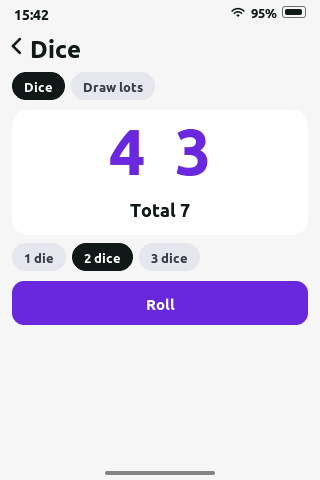 15:42
95%
Dice
Dice
Draw lots
4 3
Total 7
1 die
2 dice
3 dice
Roll